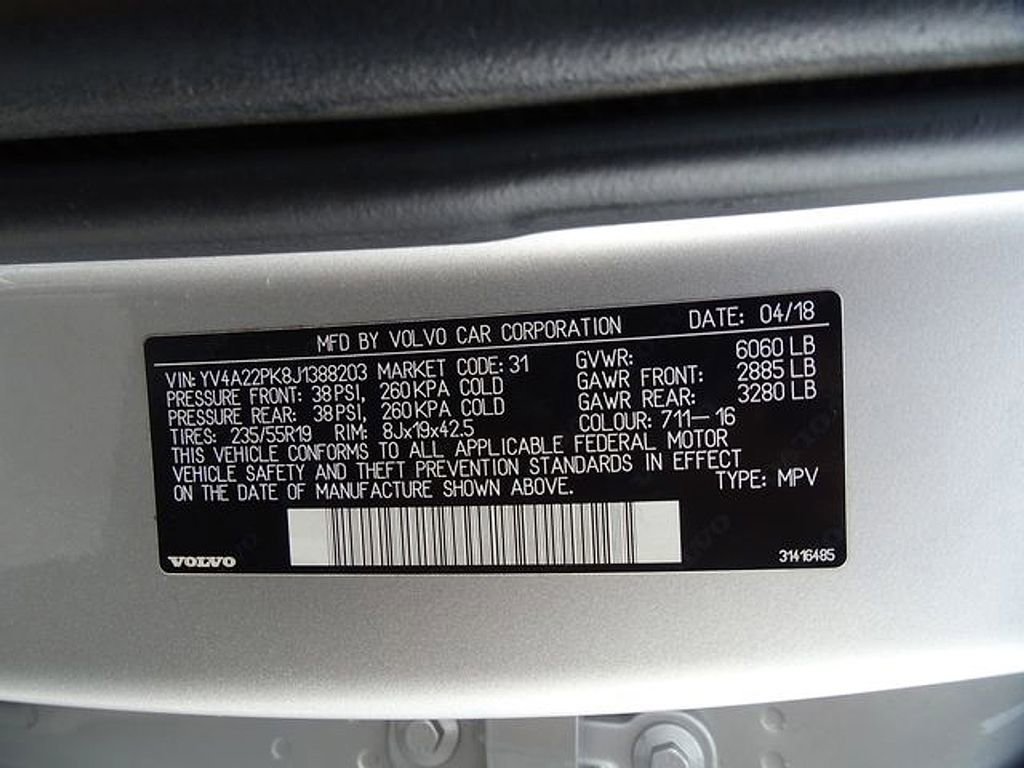 MFD BY VOLVO CAR CORPORATION DATE: 04/18
VIN: YV4A22PK8J1388203 MARKET CODE: 31 GVWR: 6060 LB
PRESSURE FRONT: 38 PSI, 260 KPA COLD GAWR FRONT: 2885 LB
PRESSURE REAR: 38 PSI, 260 KPA COLD GAWR REAR: 3280 LB
TIRES: 235/55R19 RIM: 8Jx19x42.5 COLOUR: 711-16
THIS VEHICLE CONFORMS TO ALL APPLICABLE FEDERAL MOTOR
VEHICLE SAFETY AND THEFT PREVENTION STANDARDS IN EFFECT
ON THE DATE OF MANUFACTURE SHOWN ABOVE. TYPE: MPV
VOLVO 31416485